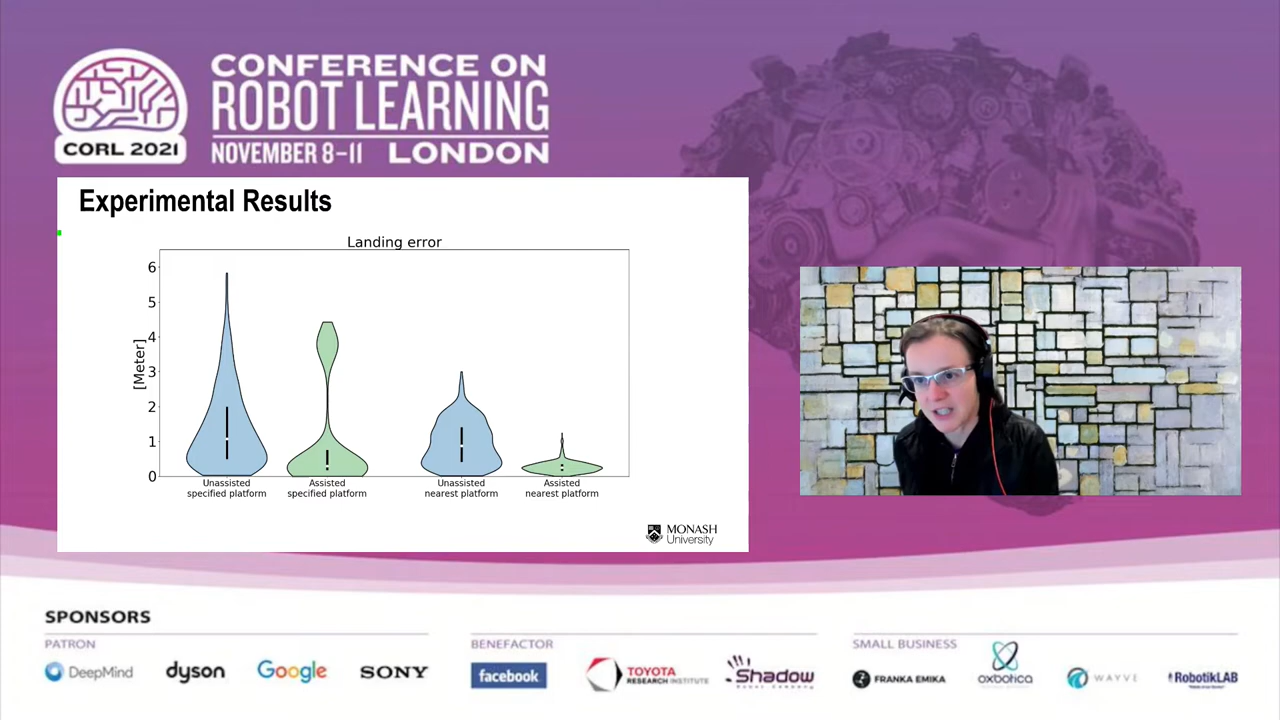 CONFERENCE ON
ROBOT LEARNING
NOVEMBER 8–11 LONDON
CORL 2021
Experimental Results
Landing error
6
5
4
3
2
1
0
[Meter]
Unassisted
specified platform
Assisted
specified platform
Unassisted
nearest platform
Assisted
nearest platform
MONASH
University
SPONSORS
PATRON
DeepMind
dyson
Google
SONY
BENEFACTOR
facebook
TOYOTA
RESEARCH INSTITUTE
Shadow
Robot Company
SMALL BUSINESS
FRANKA EMIKA
oxbotica
WAYVE
RobotikLAB